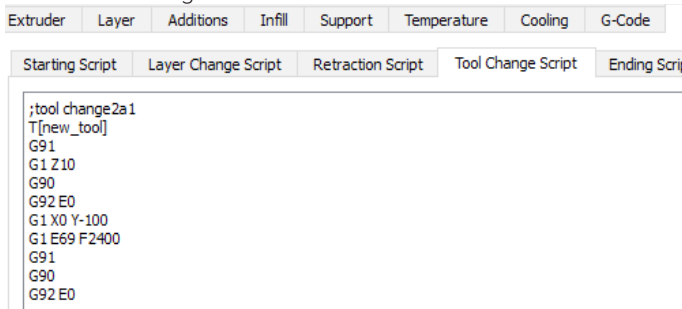 Extruder Layer Additions Infill Support Temperature Cooling G-Code
Starting Script Layer Change Script Retraction Script Tool Change Script Ending Scri
;tool change2a1
T[new_tool]
G91
G1 Z10
G90
G92 E0
G1 X0 Y-100
G1 E69 F2400
G91
G90
G92 E0